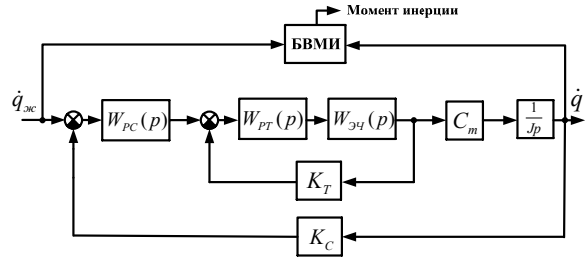 Момент инерции
БВМИ
q̇ж
q̇
WРС(p)
WРТ(p)
WЭЧ(p)
Cm
1
Jp
KТ
KС